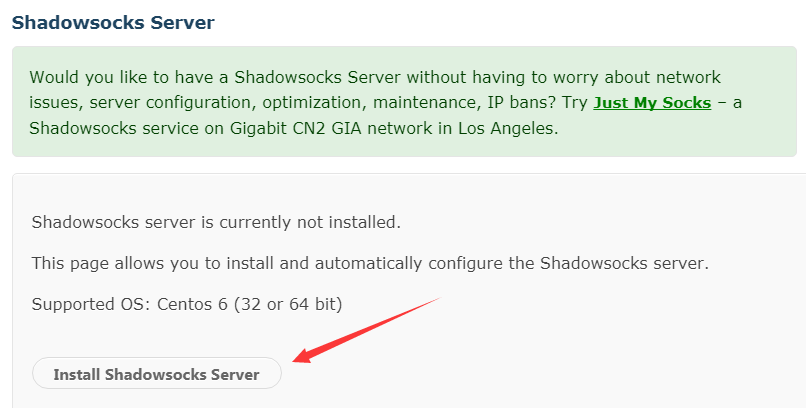 Shadowsocks Server
Would you like to have a Shadowsocks Server without having to worry about network
issues, server configuration, optimization, maintenance, IP bans? Try Just My Socks – a
Shadowsocks service on Gigabit CN2 GIA network in Los Angeles.
Shadowsocks server is currently not installed.
This page allows you to install and automatically configure the Shadowsocks server.
Supported OS: Centos 6 (32 or 64 bit)
Install Shadowsocks Server